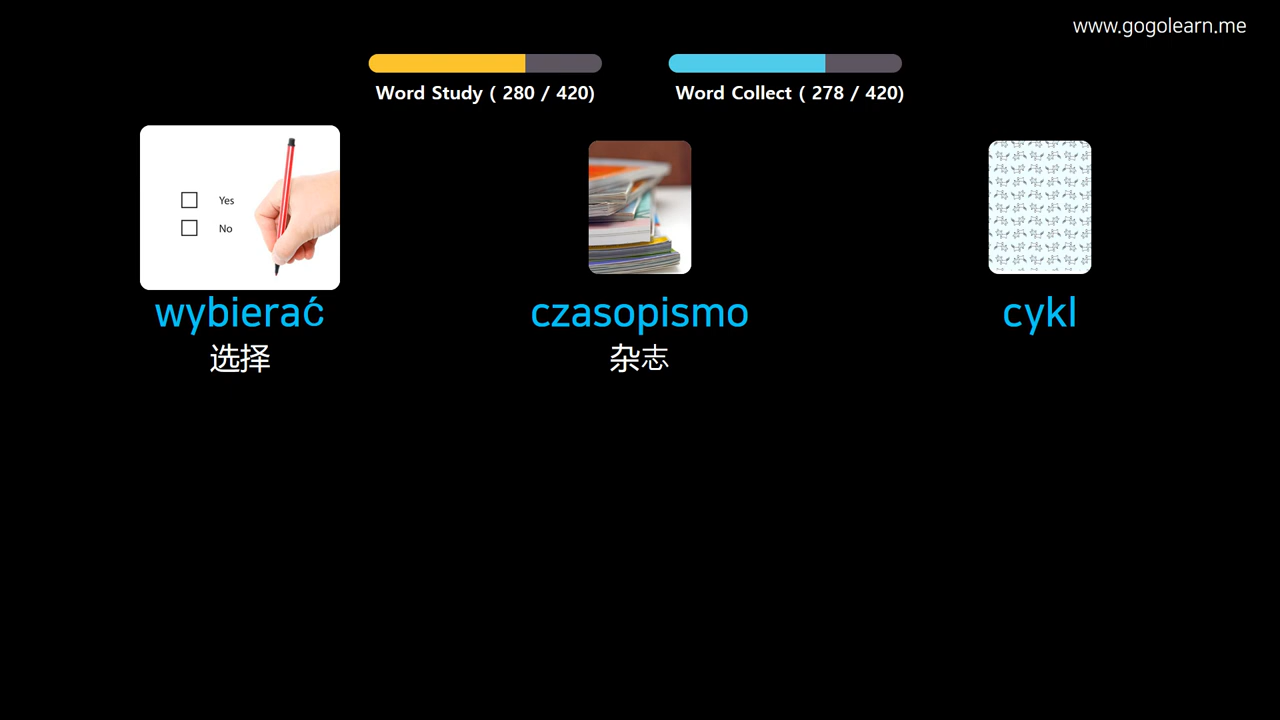 www.gogolearn.me
Word Study ( 280 / 420)
Word Collect ( 278 / 420)
Yes
No
wybierać
czasopismo
cykl
选择
杂志